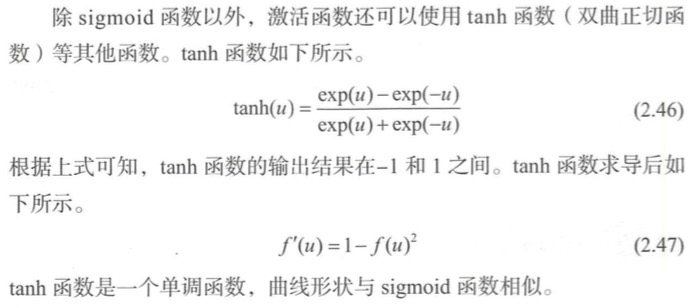 除 sigmoid 函数以外，激活函数还可以使用 tanh 函数（双曲正切函
数）等其他函数。tanh 函数如下所示。
tanh(u) = \frac{exp(u) − exp(−u)}{exp(u) + exp(−u)} (2.46)
根据上式可知，tanh 函数的输出结果在−1 和 1 之间。tanh 函数求导后如
下所示。
f′(u) = 1 − f(u)² (2.47)
tanh 函数是一个单调函数，曲线形状与 sigmoid 函数相似。